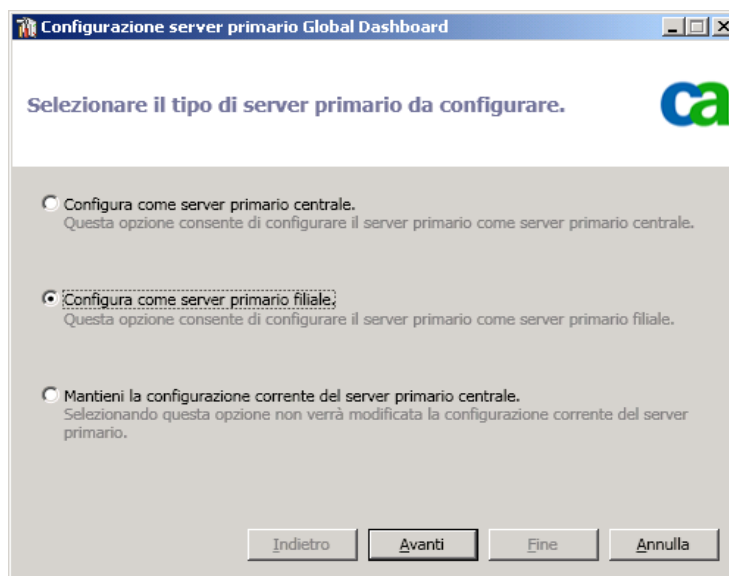 Configurazione server primario Global Dashboard
Selezionare il tipo di server primario da configurare.
ca
Configura come server primario centrale.
Questa opzione consente di configurare il server primario come server primario centrale.
Configura come server primario filiale.
Questa opzione consente di configurare il server primario come server primario filiale.
Mantieni la configurazione corrente del server primario centrale.
Selezionando questa opzione non verrà modificata la configurazione corrente del server
primario.
Indietro Avanti Fine Annulla